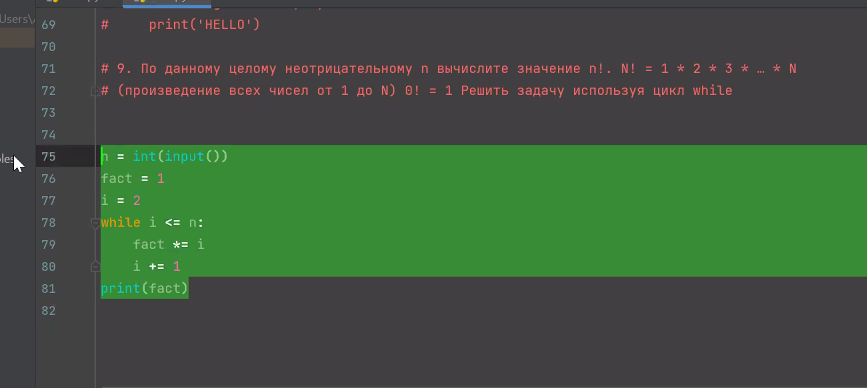 Users\
69 #     print('HELLO')
70
71 # 9. По данному целому неотрицательному n вычислите значение n!. N! = 1 * 2 * 3 * … * N
72 # (произведение всех чисел от 1 до N) 0! = 1 Решить задачу используя цикл while
73
74
75 n = int(input())
76 fact = 1
77 i = 2
78 while i <= n:
79     fact *= i
80     i += 1
81 print(fact)
82